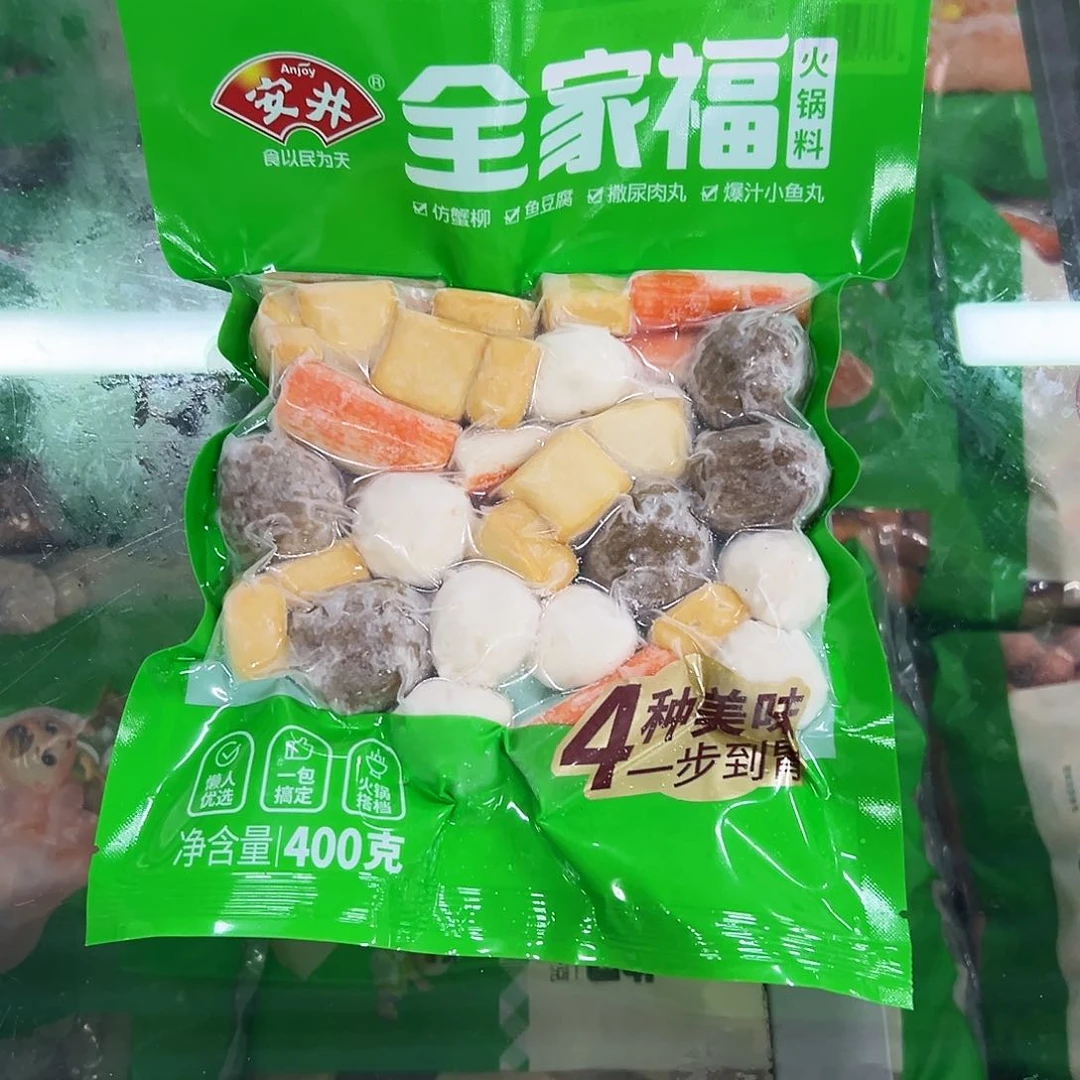 Anjoy
安井®
食以民为天
全家福
火锅料
仿蟹柳 鱼豆腐 撒尿肉丸 爆汁小鱼丸
4种美味
一步到胃
懒人
优选
一包
搞定
火锅
搭档
净含量|400克